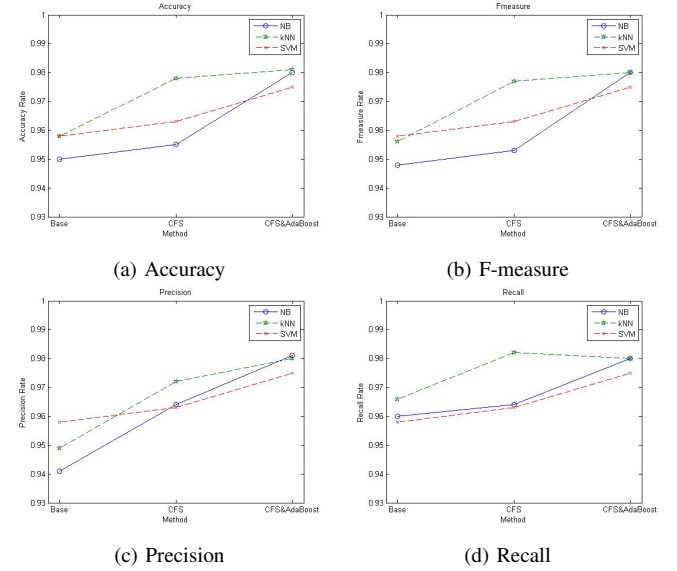 Accuracy
1
0.99
0.98
0.97
0.96
0.95
0.94
0.93
Accuracy Rate
NB
kNN
SVM
Base
CFS
CFS&AdaBoost
Method
(a) Accuracy
Fmeasure
1
0.99
0.98
0.97
0.96
0.95
0.94
0.93
Fmeasure Rate
NB
kNN
SVM
Base
CFS
CFS&AdaBoost
Method
(b) F-measure
Precision
1
0.99
0.98
0.97
0.96
0.95
0.94
0.93
Precision Rate
NB
kNN
SVM
Base
CFS
CFS&AdaBoost
Method
(c) Precision
Recall
1
0.99
0.98
0.97
0.96
0.95
0.94
0.93
Recall Rate
NB
kNN
SVM
Base
CFS
CFS&AdaBoost
Method
(d) Recall